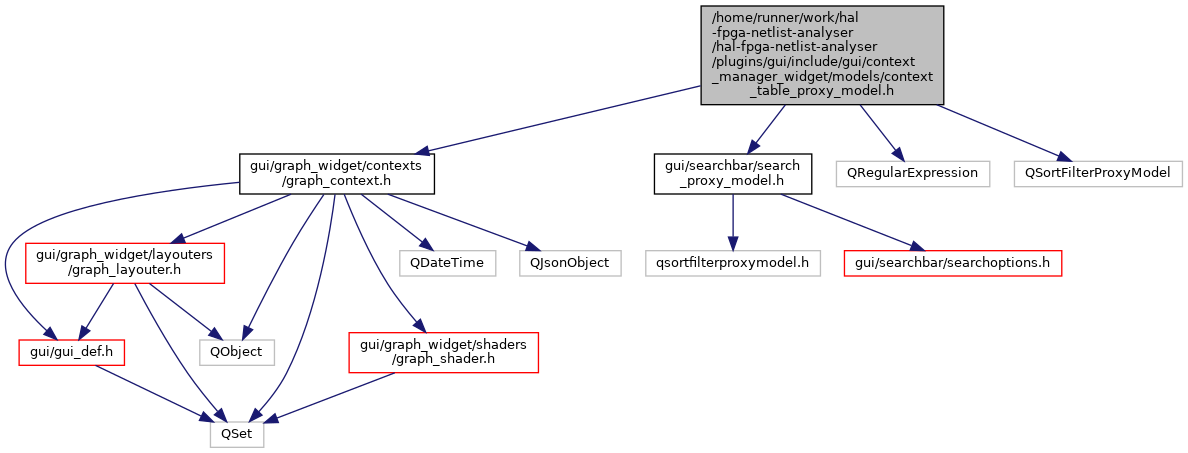 /home/runner/work/hal
-fpga-netlist-analyser
/hal-fpga-netlist-analyser
/plugins/gui/include/gui/context
_manager_widget/models/context
_table_proxy_model.h
gui/graph_widget/contexts
/graph_context.h
gui/searchbar/search
_proxy_model.h
QRegularExpression
QSortFilterProxyModel
gui/graph_widget/layouters
/graph_layouter.h
QDateTime
QJsonObject
qsortfilterproxymodel.h
gui/searchbar/searchoptions.h
gui/gui_def.h
QObject
gui/graph_widget/shaders
/graph_shader.h
QSet